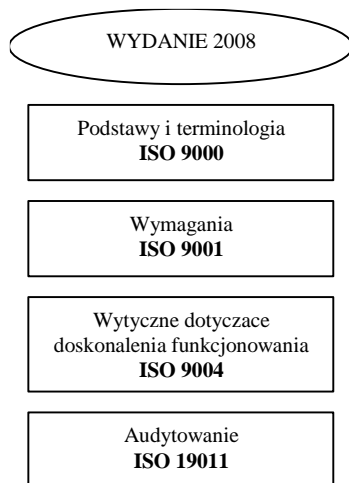 WYDANIE 2008
Podstawy i terminologia
ISO 9000
Wymagania
ISO 9001
Wytyczne dotyczace
doskonalenia funkcjonowania
ISO 9004
Audytowanie
ISO 19011